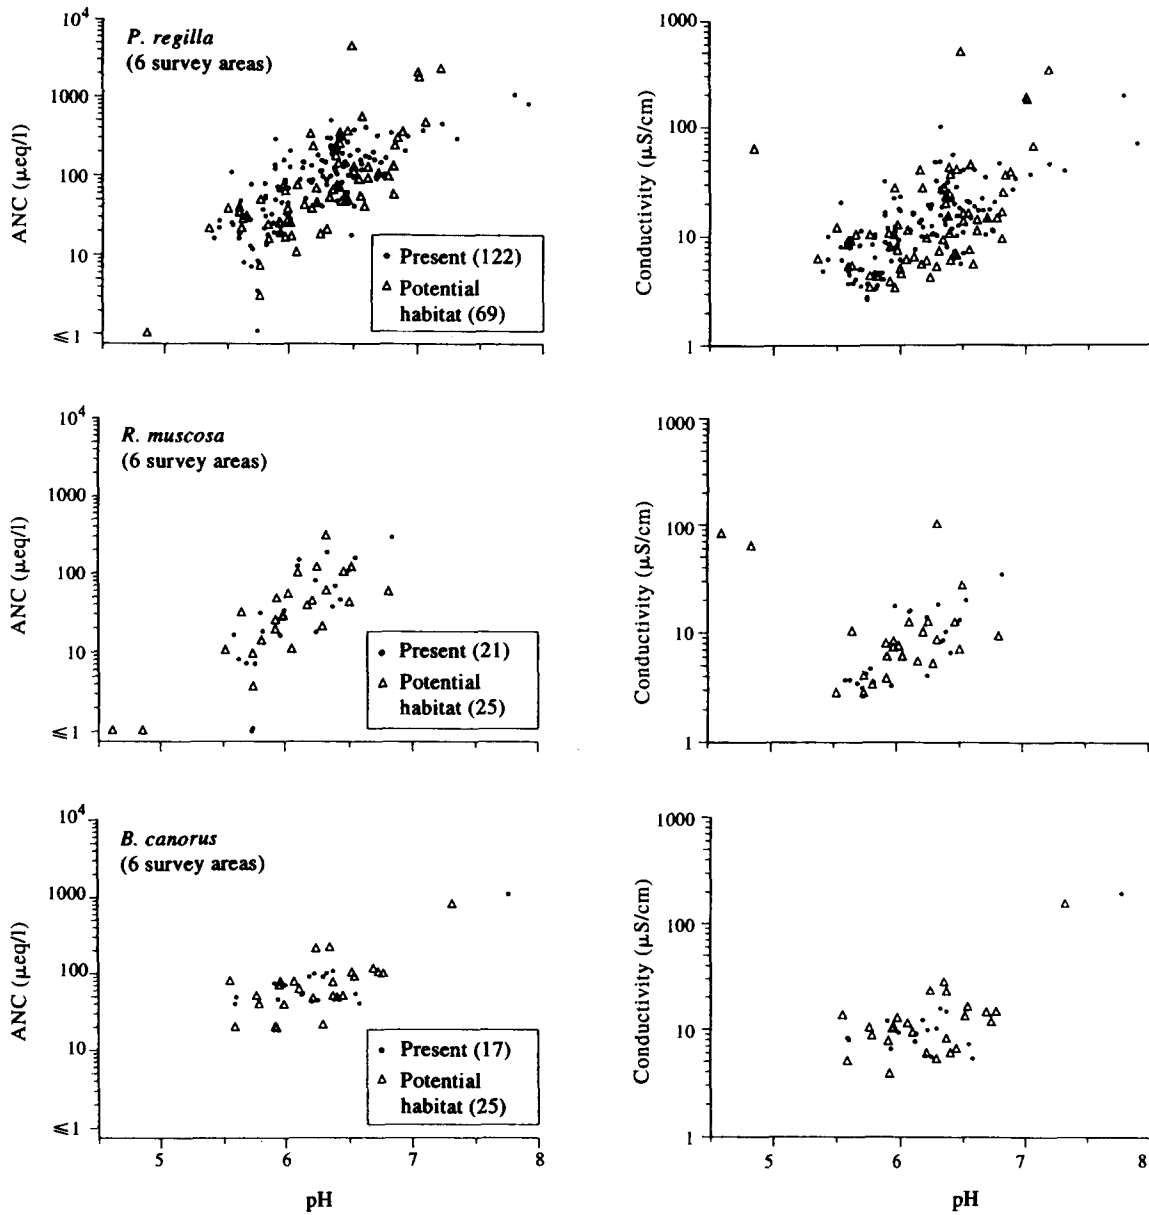 10⁴
1000
100
10
⩽ 1
ANC (μeq/l)
P. regilla
(6 survey areas)
Present (122)
Potential
habitat (69)
1000
100
10
1
Conductivity (μS/cm)
10⁴
1000
100
10
⩽ 1
ANC (μeq/l)
R. muscosa
(6 survey areas)
Present (21)
Potential
habitat (25)
1000
100
10
1
Conductivity (μS/cm)
10⁴
1000
100
10
⩽ 1
ANC (μeq/l)
B. canorus
(6 survey areas)
Present (17)
Potential
habitat (25)
5 6 7 8
pH
1000
100
10
1
Conductivity (μS/cm)
5 6 7 8
pH